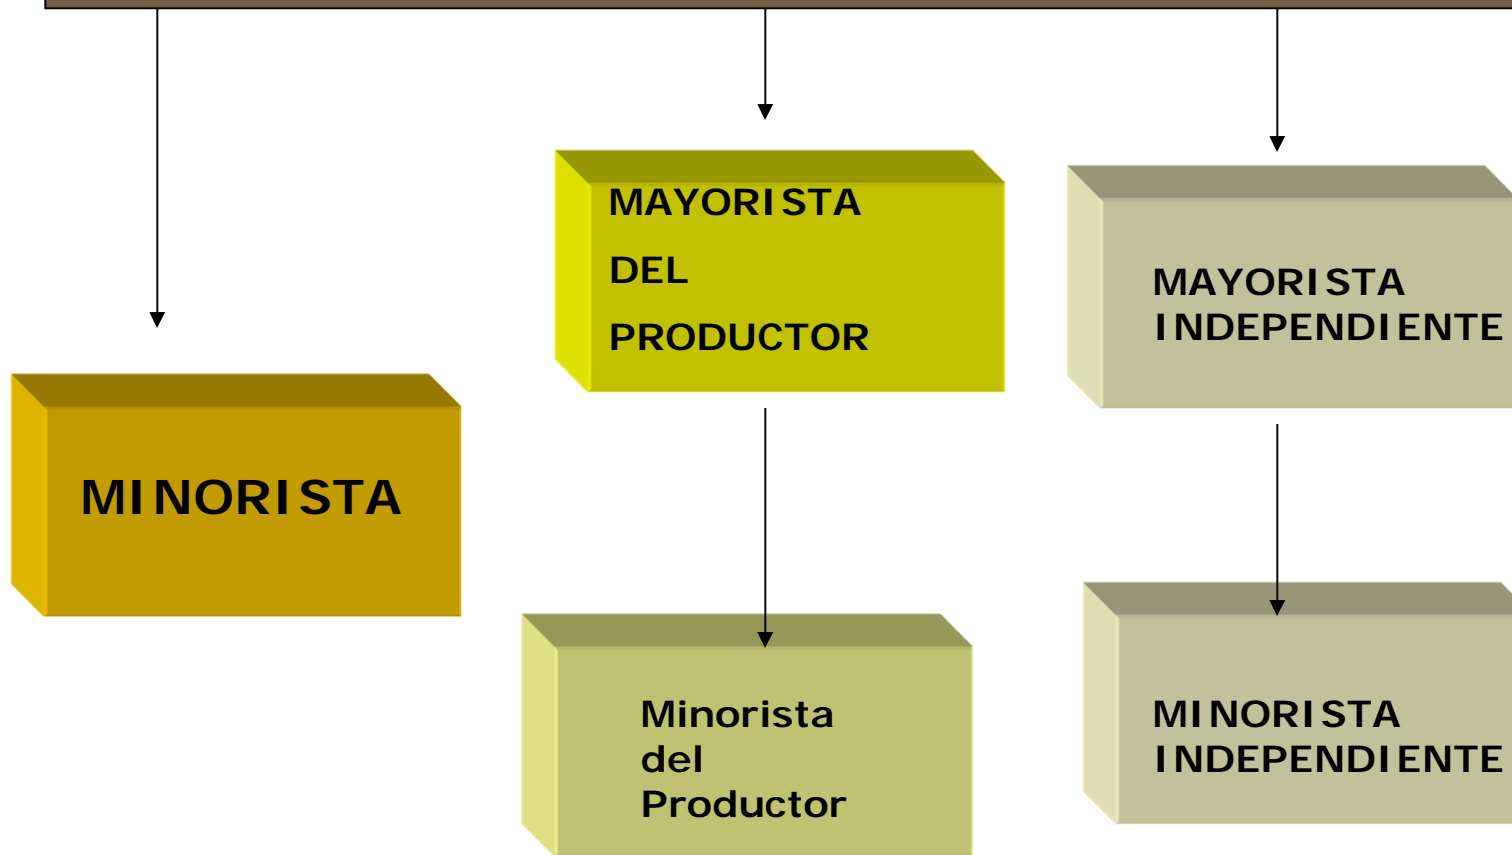 MAYORISTA
DEL
PRODUCTOR
MAYORISTA
INDEPENDIENTE
MINORISTA
Minorista
del
Productor
MINORISTA
INDEPENDIENTE